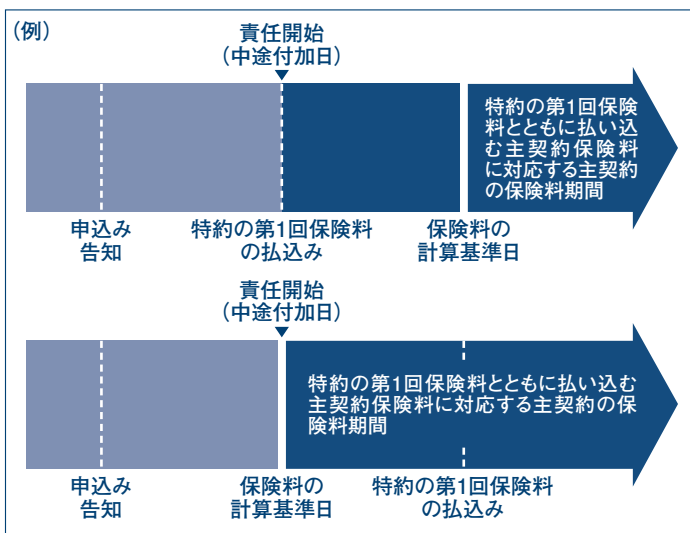 (例)
責任開始
(中途付加日)
特約の第1回保険
料とともに払い込
む主契約保険料
に対応する主契約
の保険料期間
申込み
告知
特約の第1回保険料
の払込み
保険料の
計算基準日
責任開始
(中途付加日)
特約の第1回保険料とともに払い込む
主契約保険料に対応する主契約の保
険料期間
申込み
告知
保険料の
計算基準日
特約の第1回保険料
の払込み